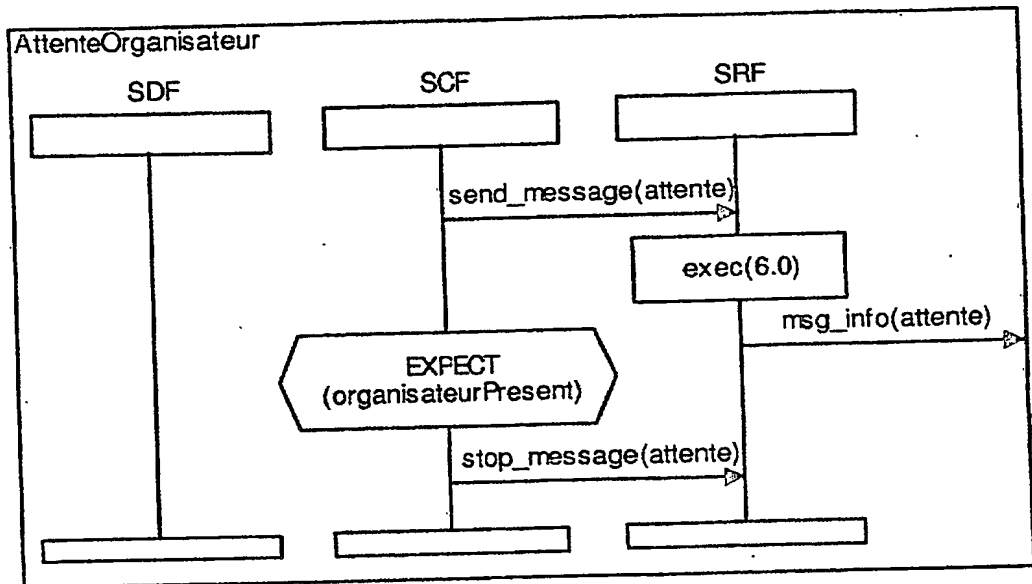 AttenteOrganisateur
SDF
SCF
SRF
send_message(attente)
exec(6.0)
msg_info(attente)
EXPECT
(organisateurPresent)
stop_message(attente)